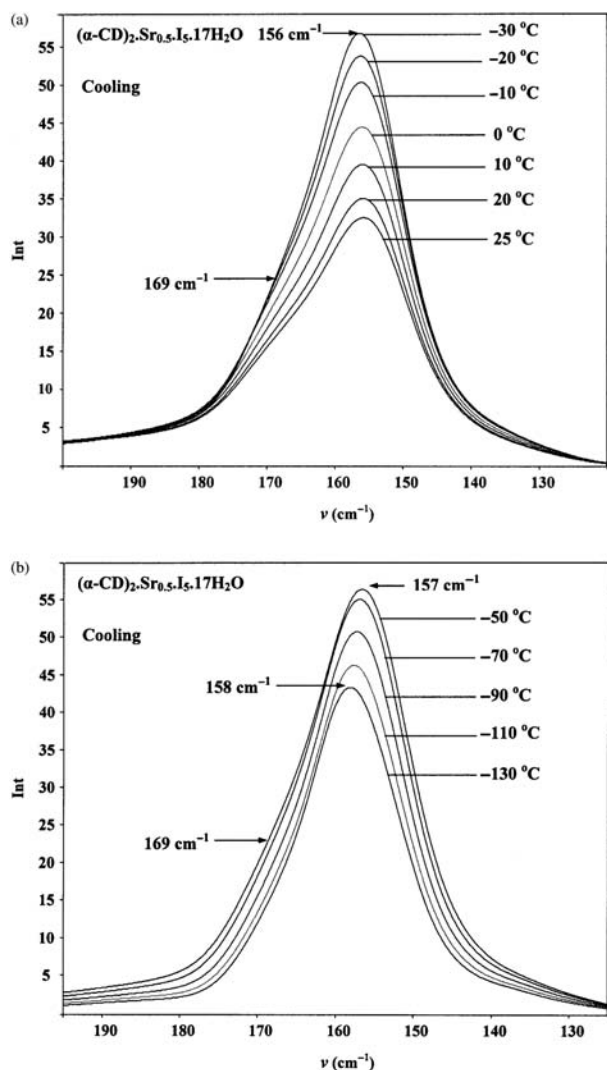 (a)
(α-CD)₂.Sr₀.₅.I₅.17H₂O 156 cm⁻¹
Cooling
−30 °C
−20 °C
−10 °C
0 °C
10 °C
20 °C
25 °C
169 cm⁻¹
Int
55
50
45
40
35
30
25
20
15
10
5
190 180 170 160 150 140 130
ν (cm⁻¹)
(b)
(α-CD)₂.Sr₀.₅.I₅.17H₂O
Cooling
157 cm⁻¹
−50 °C
−70 °C
158 cm⁻¹
−90 °C
−110 °C
−130 °C
169 cm⁻¹
Int
55
50
45
40
35
30
25
20
15
10
5
190 180 170 160 150 140 130
ν (cm⁻¹)